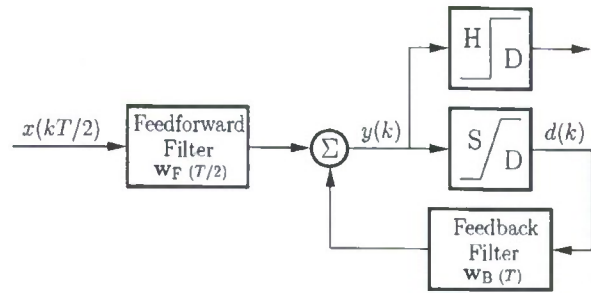 H
D
x(kT/2)
Feedforward
Filter
w_F (T/2)
Σ
y(k)
S
D
d(k)
Feedback
Filter
w_B (T)